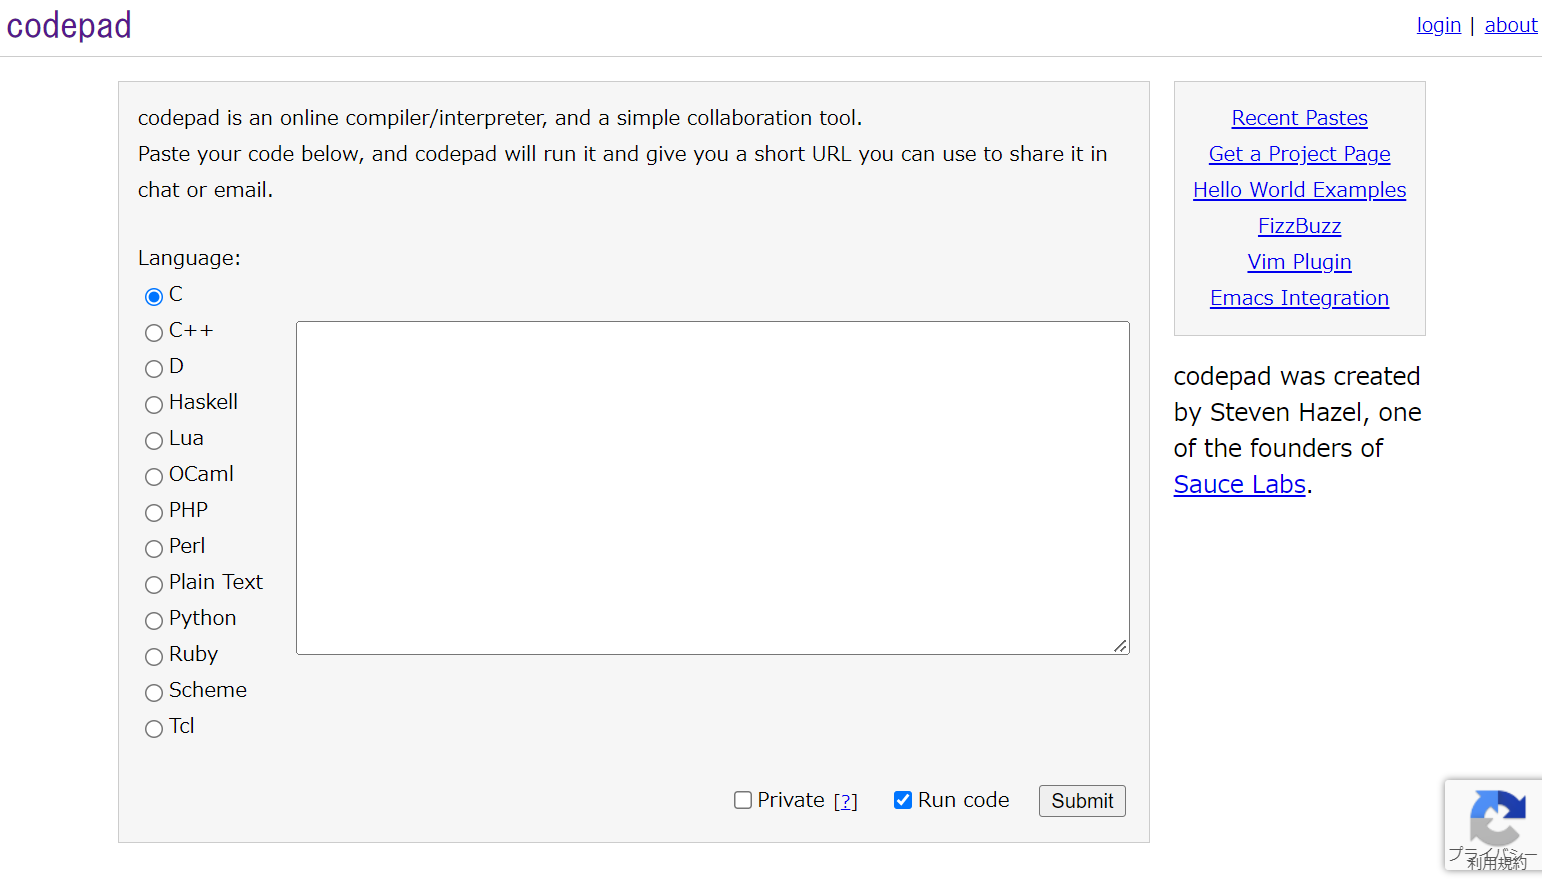 codepad
login | about
codepad is an online compiler/interpreter, and a simple collaboration tool.
Paste your code below, and codepad will run it and give you a short URL you can use to share it in
chat or email.
Language:
C
C++
D
Haskell
Lua
OCaml
PHP
Perl
Plain Text
Python
Ruby
Scheme
Tcl
Private [?] Run code Submit
Recent Pastes
Get a Project Page
Hello World Examples
FizzBuzz
Vim Plugin
Emacs Integration
codepad was created
by Steven Hazel, one
of the founders of
Sauce Labs.
プライバシー
利用規約